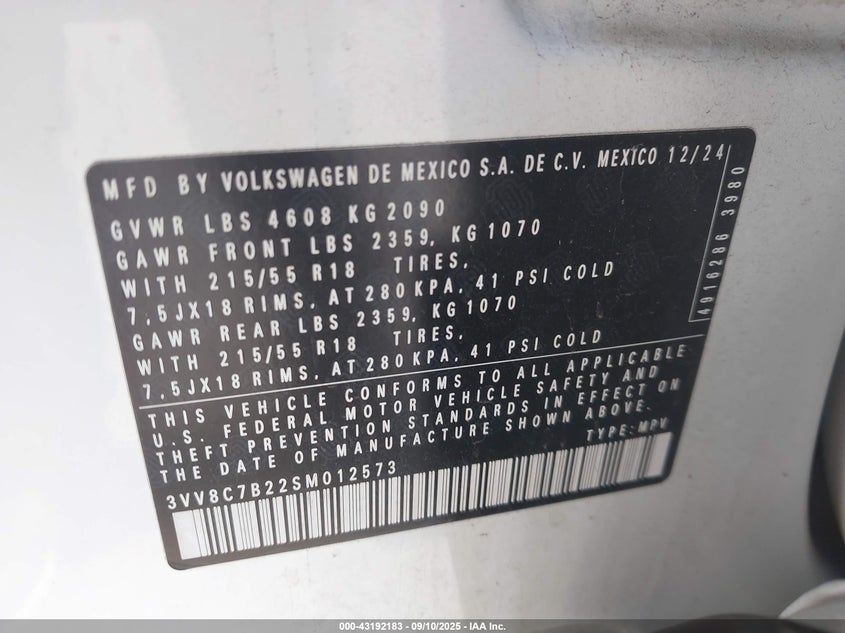 MFD BY VOLKSWAGEN DE MEXICO S.A. DE C.V. MEXICO 12/24
GVWR LBS 4608 KG 2090
GAWR FRONT LBS 2359, KG 1070
WITH 215/55 R18 TIRES,
7,5JX18 RIMS, AT 280 KPA, 41 PSI COLD
GAWR REAR LBS 2359, KG 1070
WITH 215/55 R18 TIRES,
7,5JX18 RIMS, AT 280 KPA, 41 PSI COLD
4916286 3980
THIS VEHICLE CONFORMS TO ALL APPLICABLE
U.S. FEDERAL MOTOR VEHICLE SAFETY AND
THEFT PREVENTION STANDARDS IN EFFECT ON
THE DATE OF MANUFACTURE SHOWN ABOVE.
TYPE: MPV
3VV8C7B22SM012573
000-43192183 - 09/10/2025 - IAA Inc.